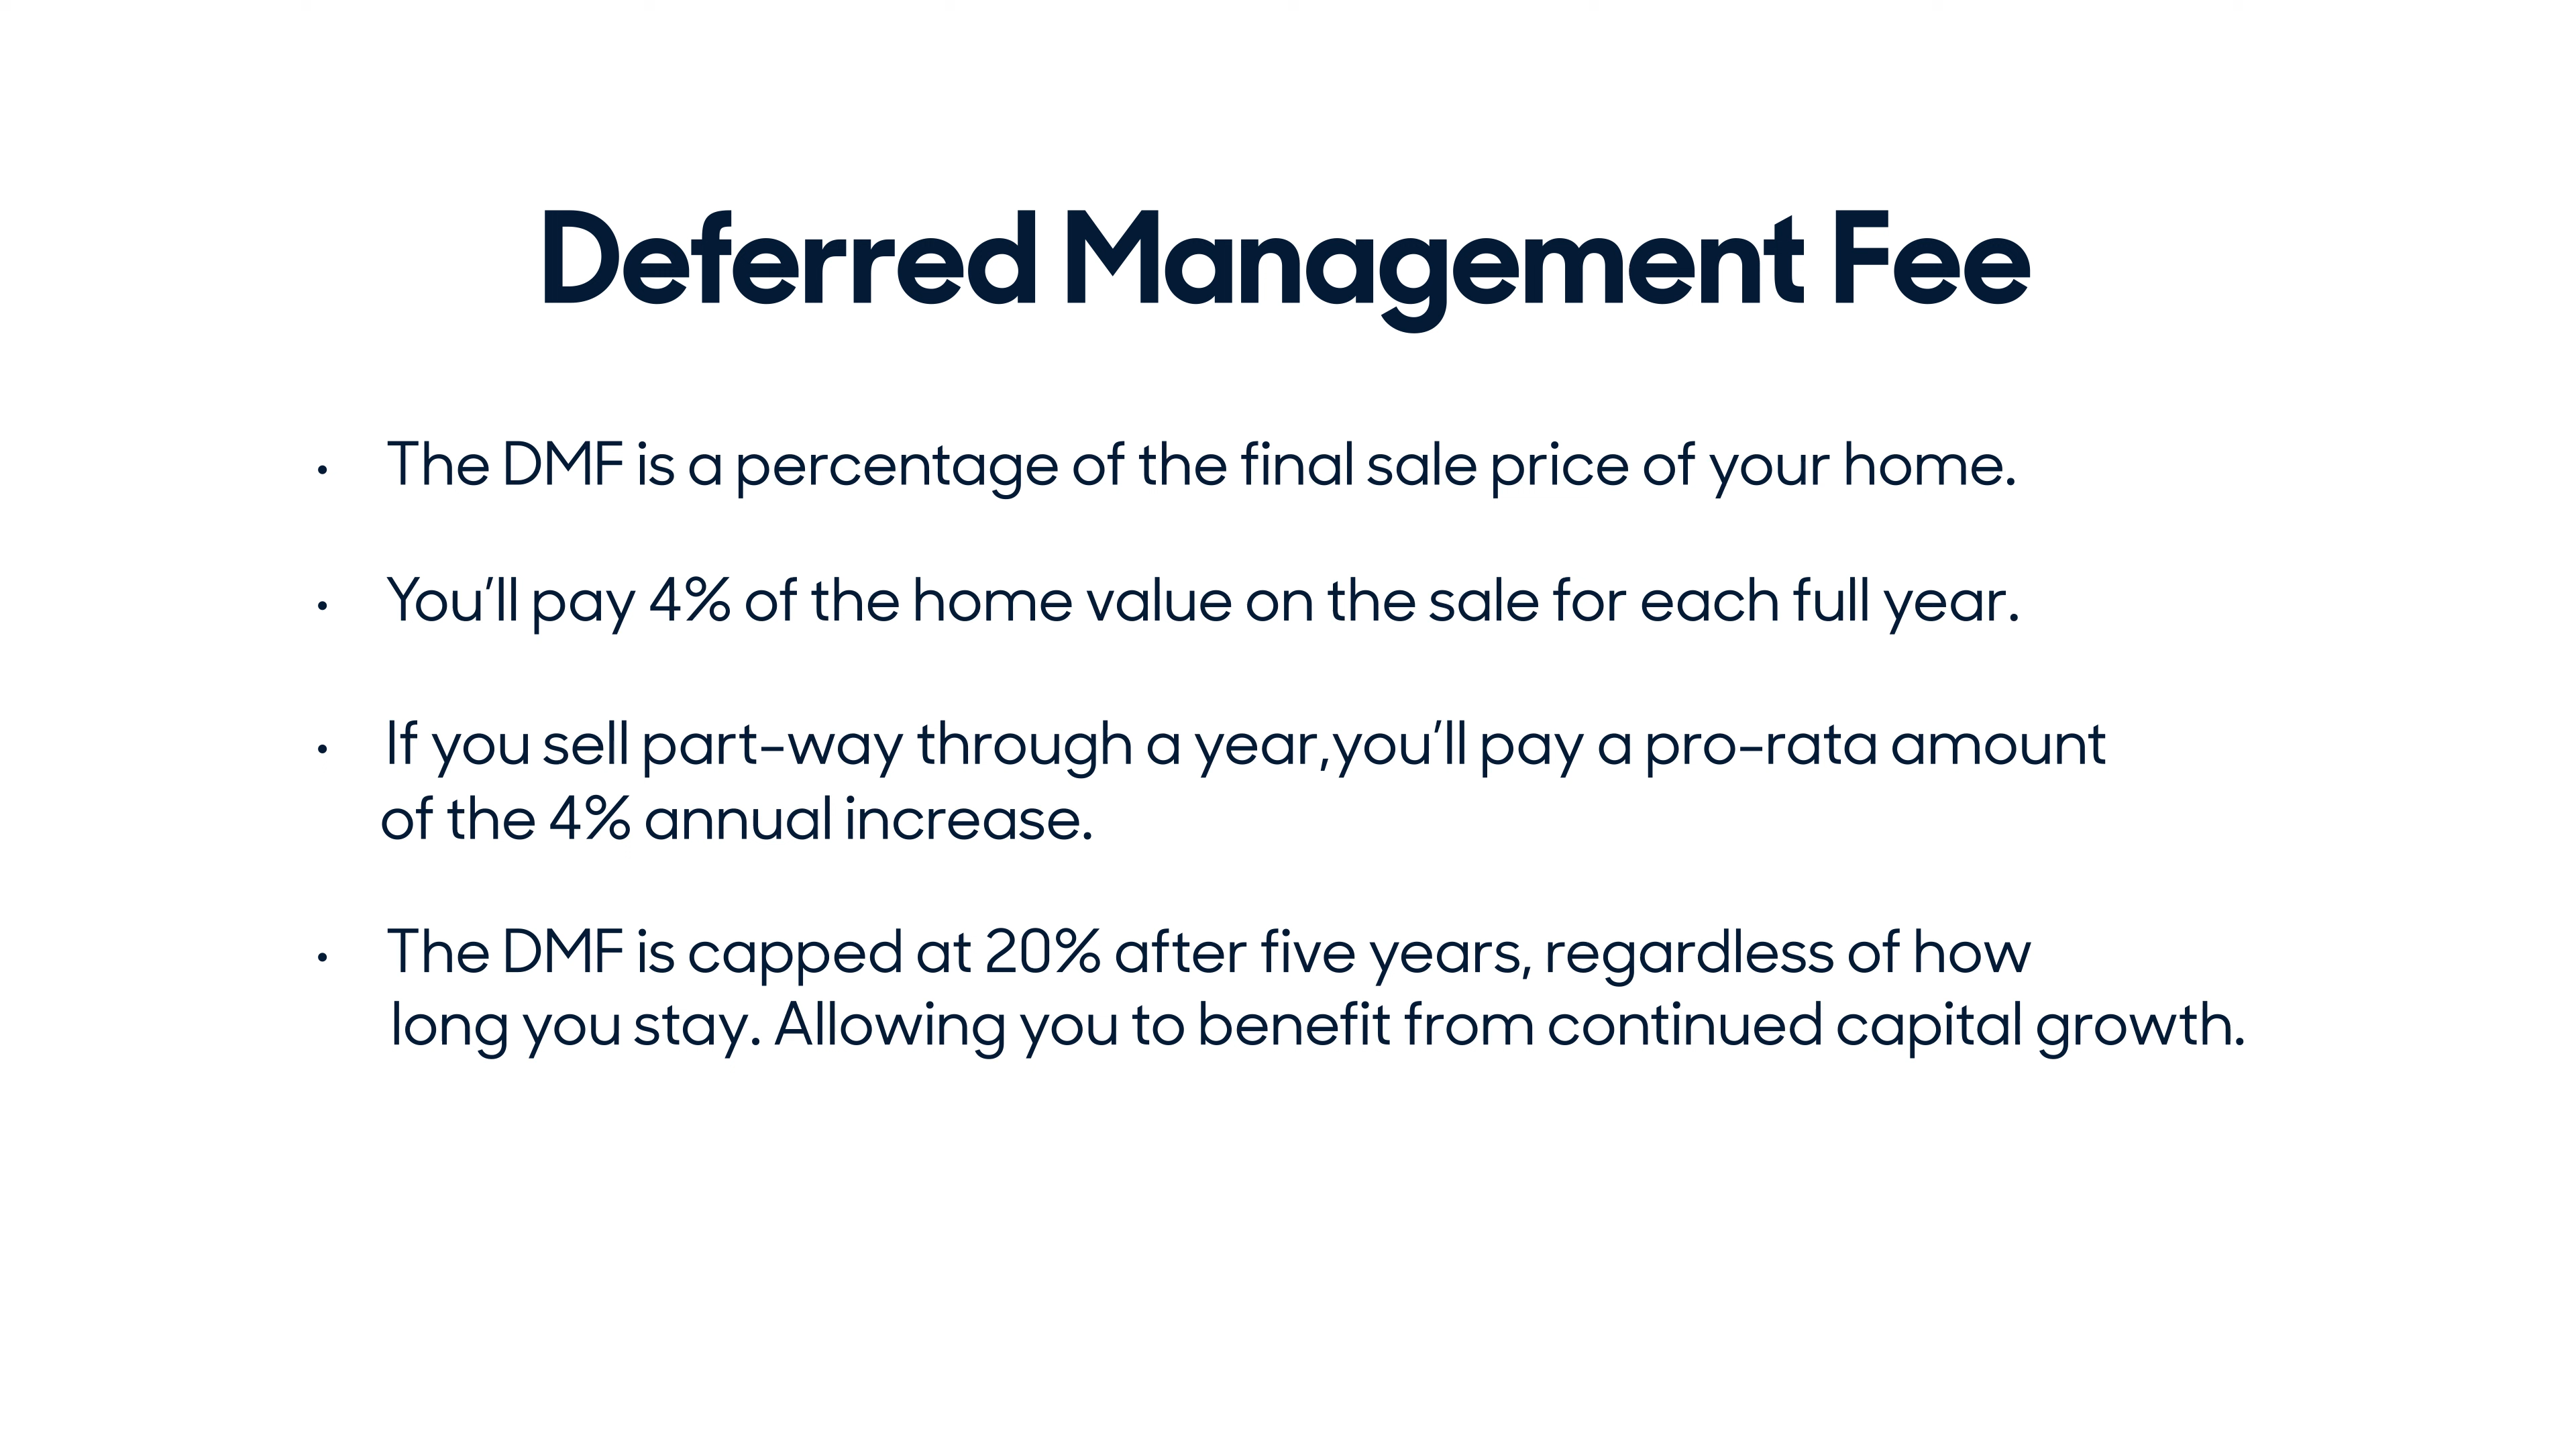 Deferred Management Fee
• The DMF is a percentage of the final sale price of your home.
• You’ll pay 4% of the home value on the sale for each full year.
• If you sell part-way through a year,you’ll pay a pro-rata amount
of the 4% annual increase.
• The DMF is capped at 20% after five years, regardless of how
long you stay. Allowing you to benefit from continued capital growth.